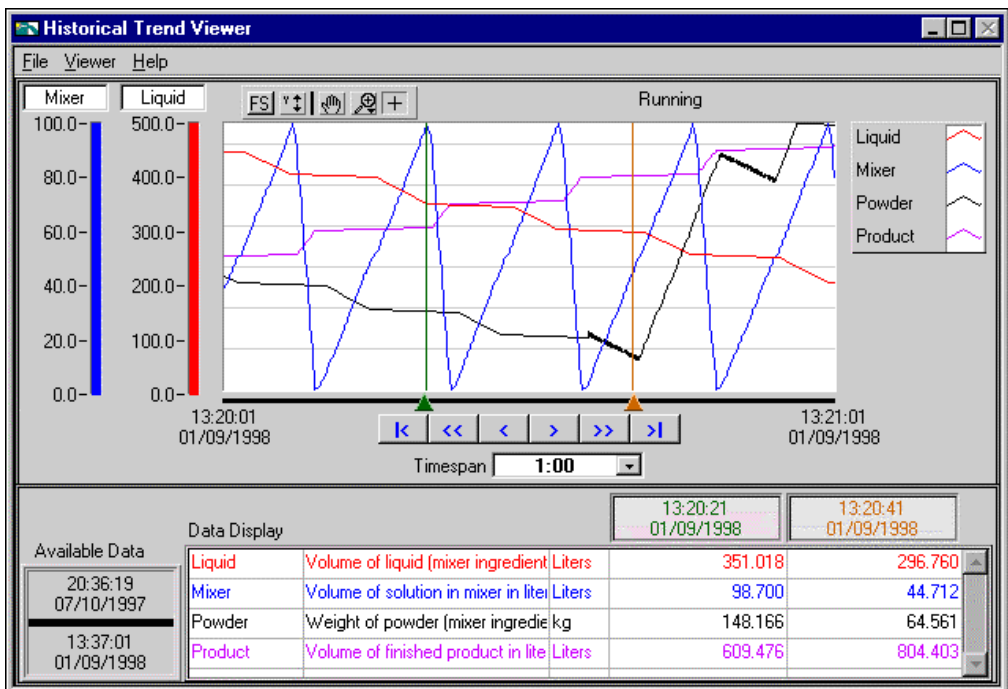 Historical Trend Viewer
File Viewer Help
Mixer Liquid FS Y Running
100.0 500.0
80.0 400.0
60.0 300.0
40.0 200.0
20.0 100.0
0.0 0.0
Liquid
Mixer
Powder
Product
13:20:01
01/09/1998
13:21:01
01/09/1998
|< << < > >> >|
Timespan 1:00
Available Data
20:36:19
07/10/1997
13:37:01
01/09/1998
Data Display
13:20:21
01/09/1998
13:20:41
01/09/1998
Liquid Volume of liquid (mixer ingredient Liters 351.018 296.760
Mixer Volume of solution in mixer in liter Liters 98.700 44.712
Powder Weight of powder (mixer ingredie kg 148.166 64.561
Product Volume of finished product in lite Liters 609.476 804.403